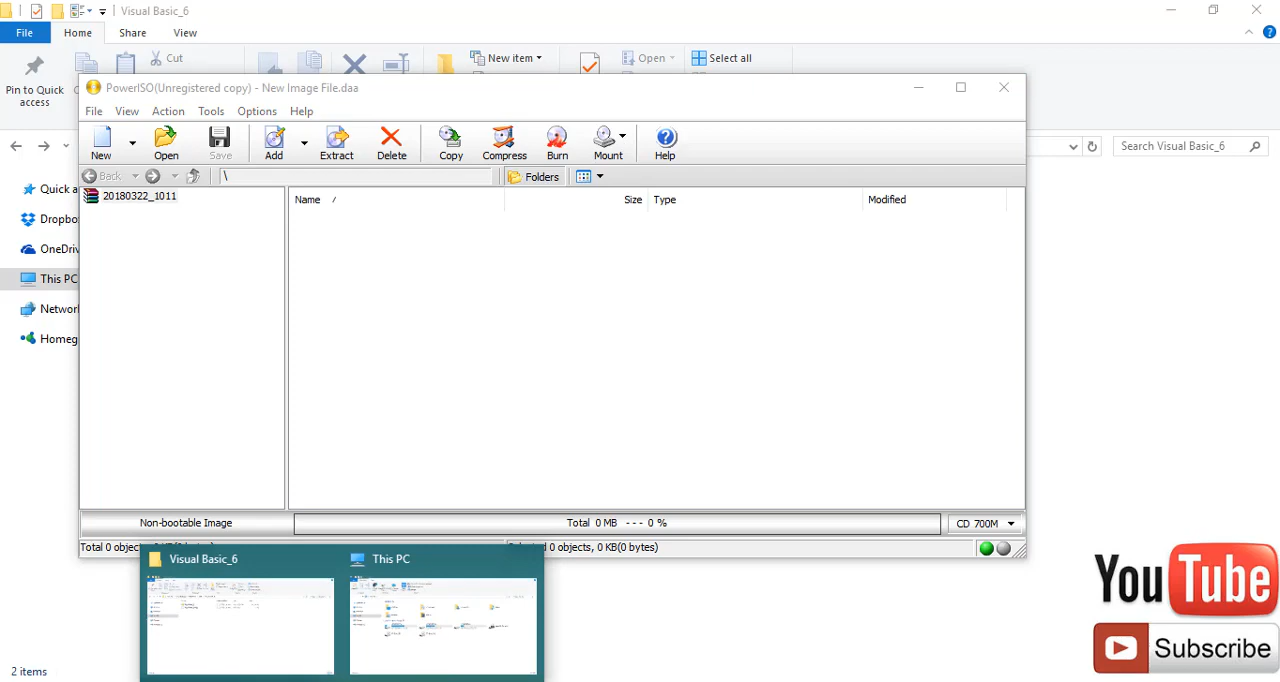 Visual Basic_6
File Home Share View
Pin to Quick access
Cut
New item
Open
Select all
PowerISO(Unregistered copy) - New Image File.daa
File View Action Tools Options Help
New Open Save Add Extract Delete Copy Compress Burn Mount Help
Back \ Folders
Search Visual Basic_6
20180322_1011
Name / Size Type Modified
Quick a
Dropbo
OneDriv
This PC
Network
Homeg
Non-bootable Image Total 0 MB --- 0 % CD 700M
Total 0 objec
elected 0 objects, 0 KB(0 bytes)
Visual Basic_6 This PC
2 items
YouTube
Subscribe